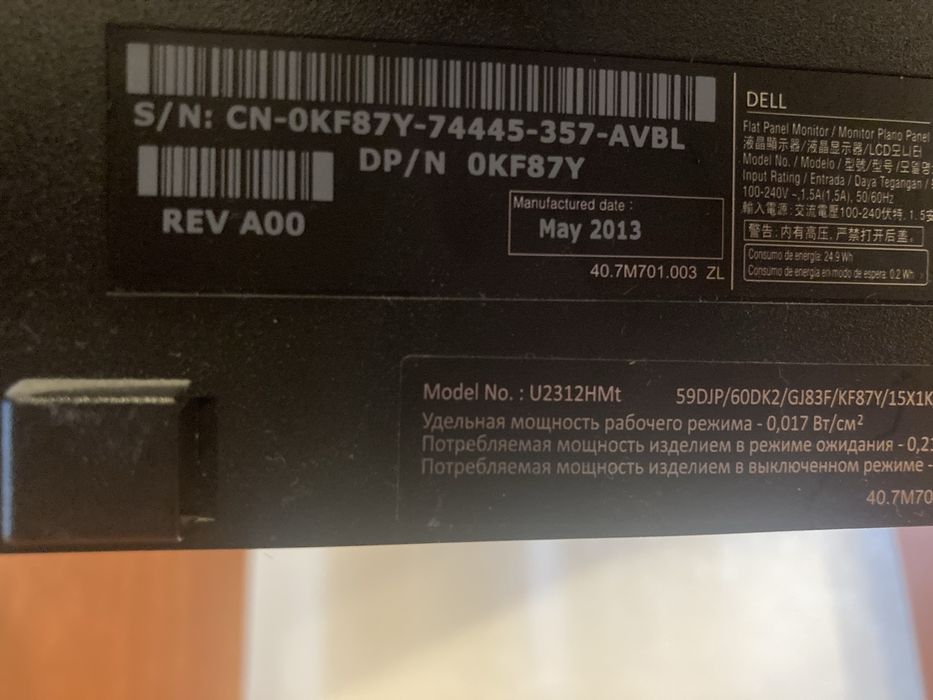 S/N: CN-0KF87Y-74445-357-AVBL
DP/N 0KF87Y
REV A00
Manufactured date :
May 2013
40.7M701.003 ZL
DELL
Flat Panel Monitor / Monitor Plano Panel
液晶顯示器/液晶显示器/LCD모니터
Model No. / Modelo / 型號/型号 /모델명
Input Rating / Entrada / Daya Tegangan /
100-240V ~,1.5A(1,5A), 50/60Hz
輸入電源: 交流電壓100-240伏特, 1.5安
警告: 内有高压, 严禁打开后盖。
Consumo de energía: 24.9 Wh
Consumo de energía en modo de espera: 0.2 Wh
Model No. : U2312HMt 59DJP/60DK2/GJ83F/KF87Y/15X1K
Удельная мощность рабочего режима - 0,017 Вт/см²
Потребляемая мощность изделием в режиме ожидания - 0,21
Потребляемая мощность изделием в выключенном режиме -
40.7M70